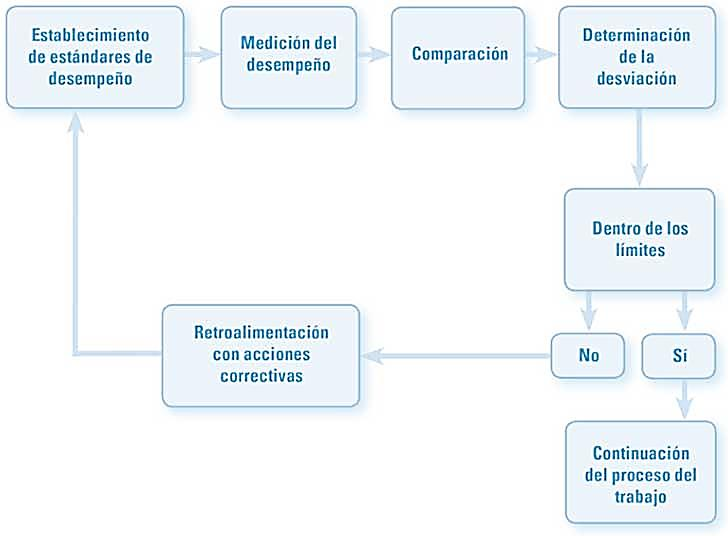 Establecimiento
de estándares de
desempeño
Medición del
desempeño
Comparación
Determinación
de la
desviación
Dentro de los
límites
No
Sí
Retroalimentación
con acciones
correctivas
Continuación
del proceso del
trabajo